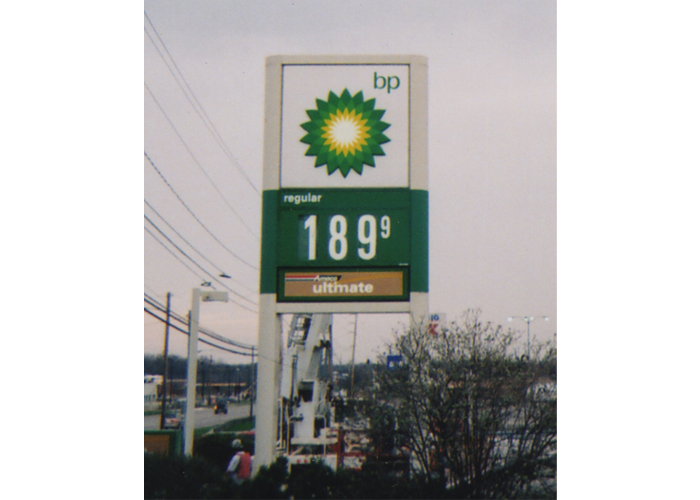 bp
regular
1899
Amoco
ultimate
K